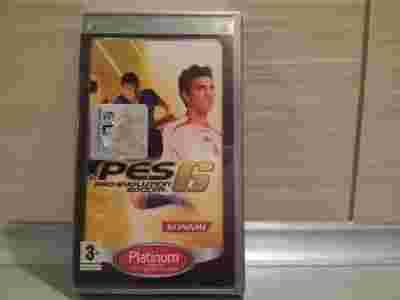 PES 6
PRO EVOLUTION
SOCCER
KONAMI
3+
Platinum